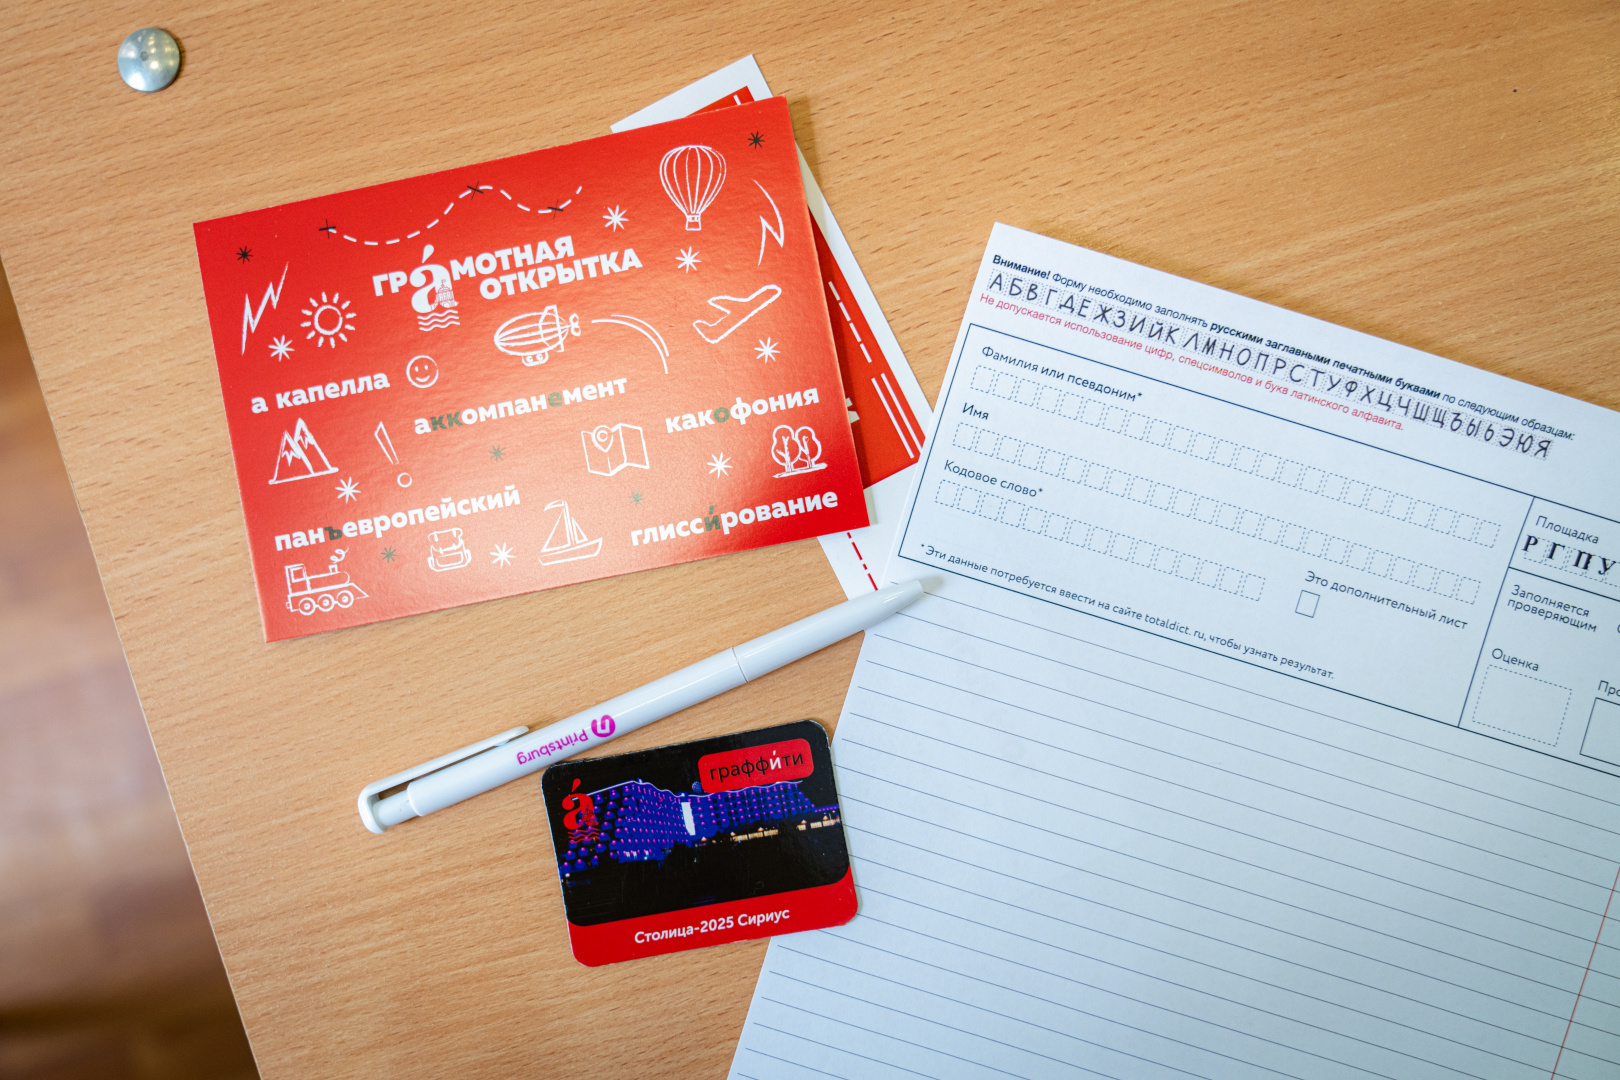 гра́мотная
открытка
а капелла
аккомпанемент
какофония
панъевропейский
глисси́рование
Printsburg
граффи́ти
а́
Столица-2025 Сириус
Внимание! Форму необходимо заполнять русскими заглавными печатными буквами по следующим образцам:
АБВГДЕЖЗИЙКЛМНОПРСТУФХЦЧШЩЪЫЬЭЮЯ
Не допускается использование цифр, спецсимволов и букв латинского алфавита.
Фамилия или псевдоним*
Имя
Кодовое слово*
Это дополнительный лист
* Эти данные потребуется ввести на сайте totaldict.ru, чтобы узнать результат.
Площадка
РГПУ
Заполняется
проверяющим
Оценка